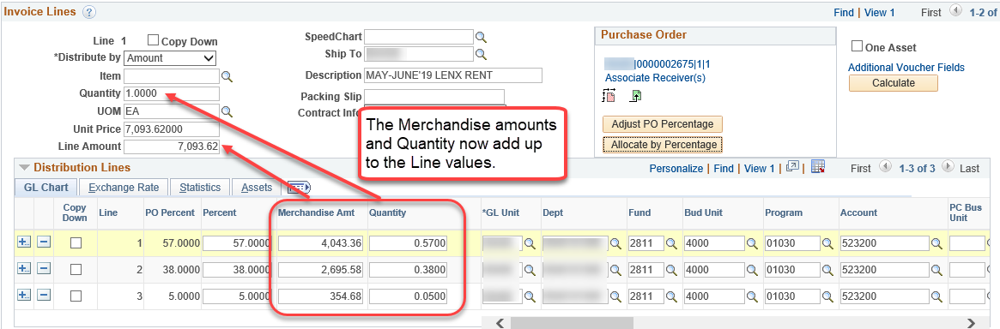 Invoice Lines ?
Find | View 1 First 1-2 of
Line 1 Copy Down
*Distribute by Amount
Item
Quantity 1.0000
UOM EA
Unit Price 7,093.62000
Line Amount 7,093.62
SpeedChart
Ship To
Description MAY-JUNE'19 LENX RENT
Packing Slip
Contract Info
Purchase Order
|0000002675|1|1
Associate Receiver(s)
Adjust PO Percentage
Allocate by Percentage
One Asset
Additional Voucher Fields
Calculate
The Merchandise amounts
and Quantity now add up
to the Line values.
Distribution Lines
Personalize | Find | View 1 | First 1-3 of 3 Last
GL Chart Exchange Rate Statistics Assets
Copy Down Line PO Percent Percent Merchandise Amt Quantity *GL Unit Dept Fund Bud Unit Program Account PC Bus Unit
1 57.0000 57.0000 4,043.36 0.5700 2811 4000 01030 523200
2 38.0000 38.0000 2,695.58 0.3800 2811 4000 01030 523200
3 5.0000 5.0000 354.68 0.0500 2811 4000 01030 523200